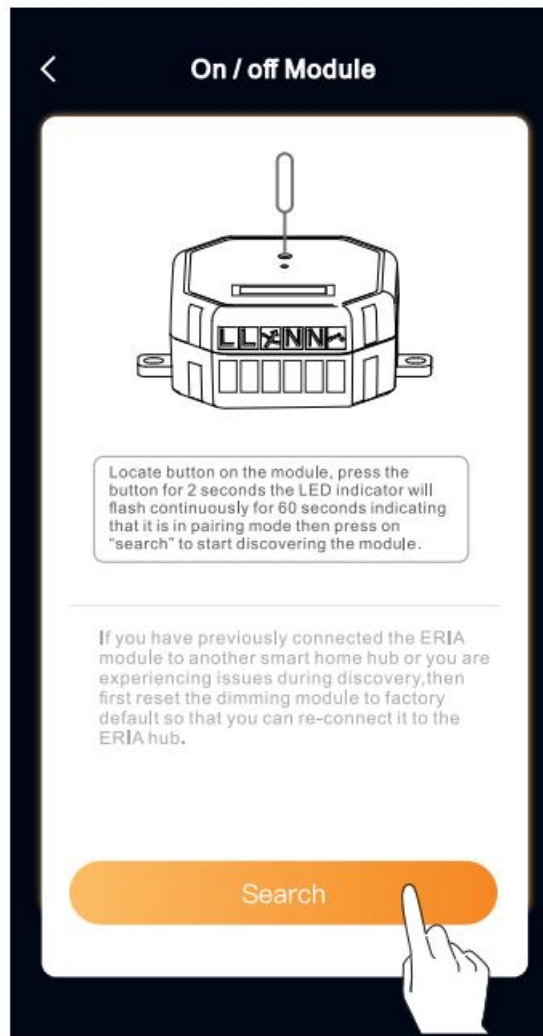 On / off Module
LLNN
Locate button on the module, press the
button for 2 seconds the LED indicator will
flash continuously for 60 seconds indicating
that it is in pairing mode then press on
“search” to start discovering the module.
If you have previously connected the ERIA
module to another smart home hub or you are
experiencing issues during discovery,then
first reset the dimming module to factory
default so that you can re-connect it to the
ERIA hub.
Search